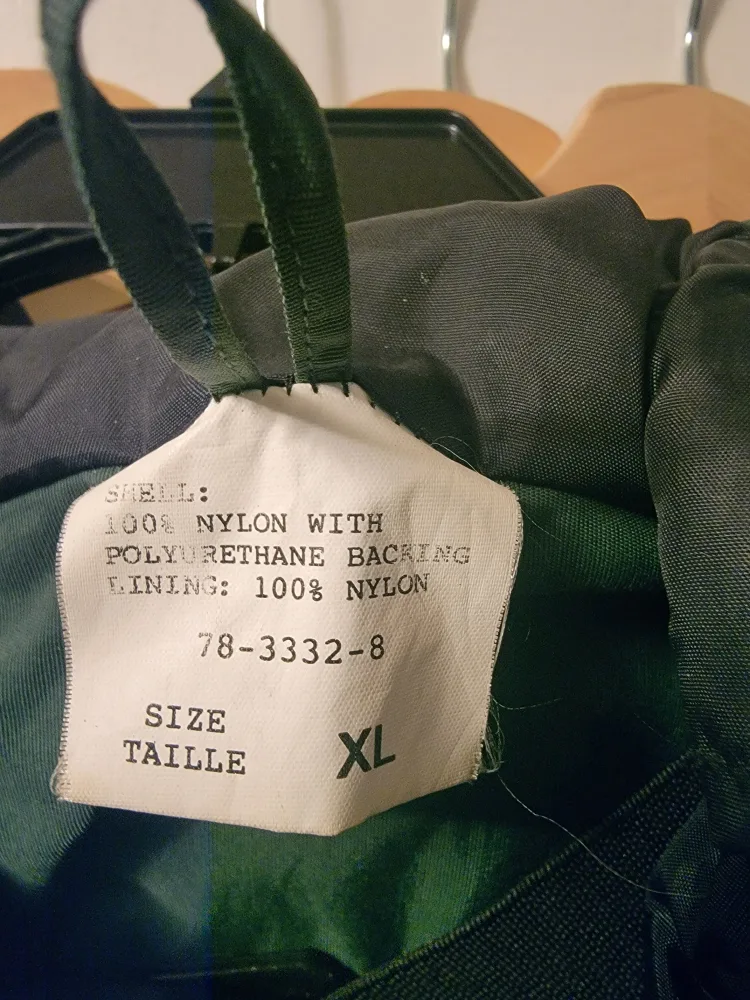 SHELL:
100% NYLON WITH
POLYURETHANE BACKING
LINING: 100% NYLON
78-3332-8
SIZE
TAILLE XL